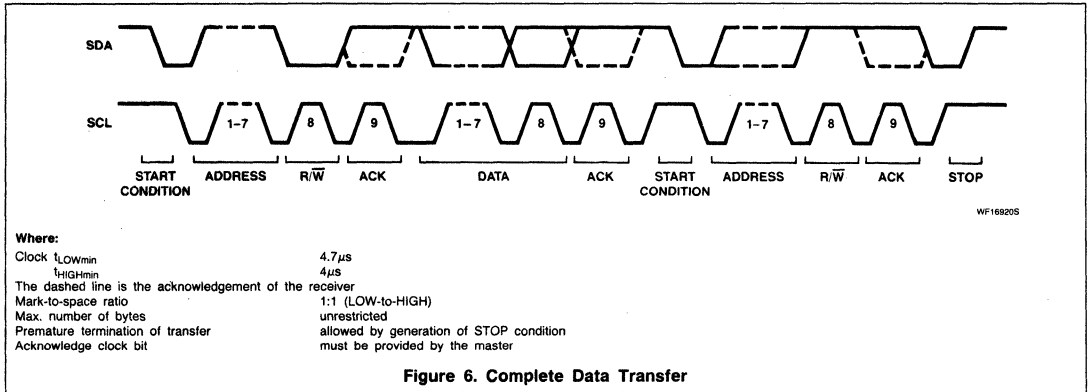 SDA
SCL
1–7 8 9 1–7 8 9 1–7 8 9
START CONDITION ADDRESS R/W̅ ACK DATA ACK START CONDITION ADDRESS R/W̅ ACK STOP
WF16920S
Where:
Clock tLOWmin 4.7µs
tHIGHmin 4µs
The dashed line is the acknowledgement of the receiver
Mark-to-space ratio 1:1 (LOW-to-HIGH)
Max. number of bytes unrestricted
Premature termination of transfer allowed by generation of STOP condition
Acknowledge clock bit must be provided by the master
Figure 6. Complete Data Transfer